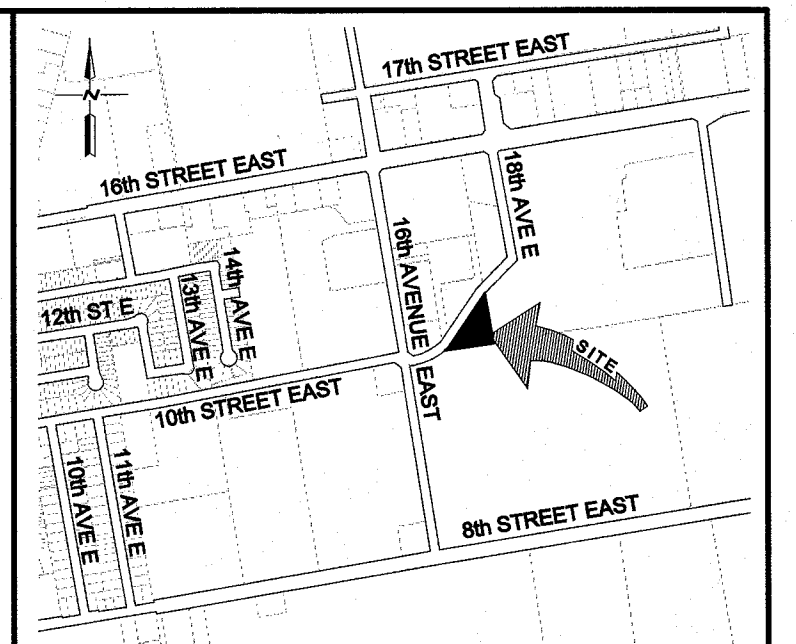 17th STREET EAST
N
16th STREET EAST
18th AVE E
16th AVENUE EAST
14th AVE E
13th AVE E
12th ST E
SITE
10th STREET EAST
10th AVE E
11th AVE E
8th STREET EAST